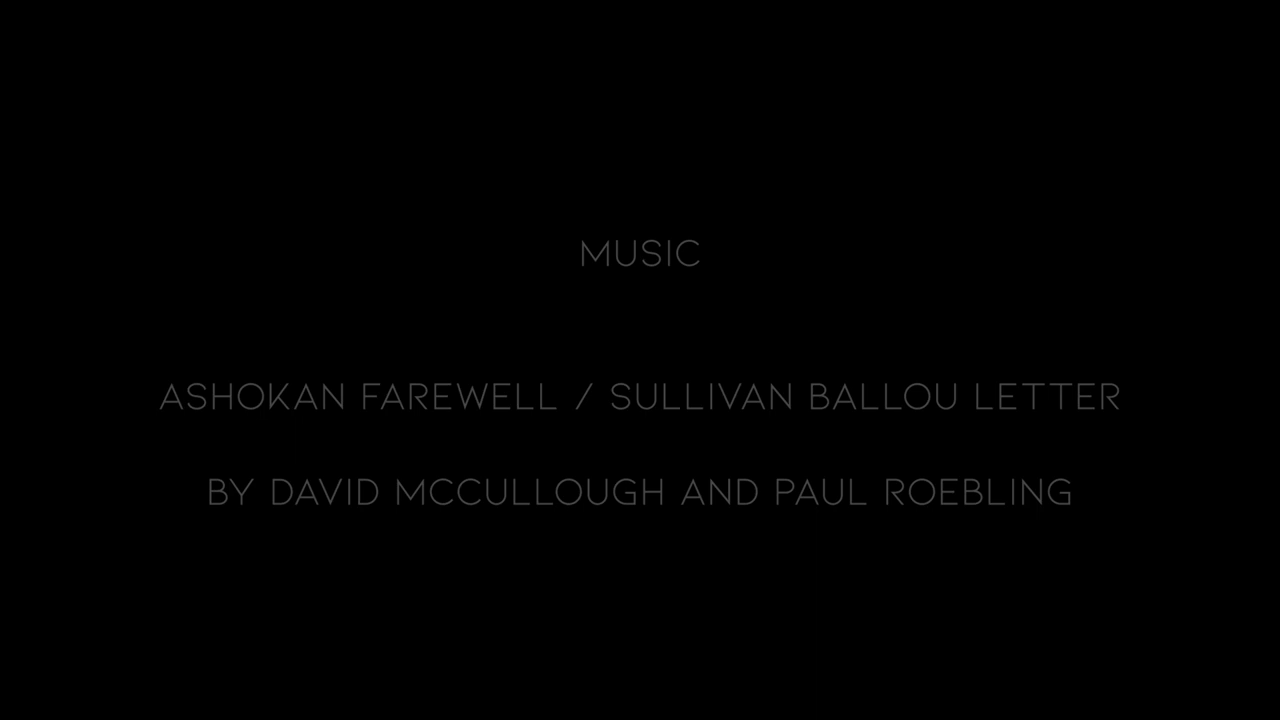 MUSIC
ASHOKAN FAREWELL / SULLIVAN BALLOU LETTER
BY DAVID MCCULLOUGH AND PAUL ROEBLING